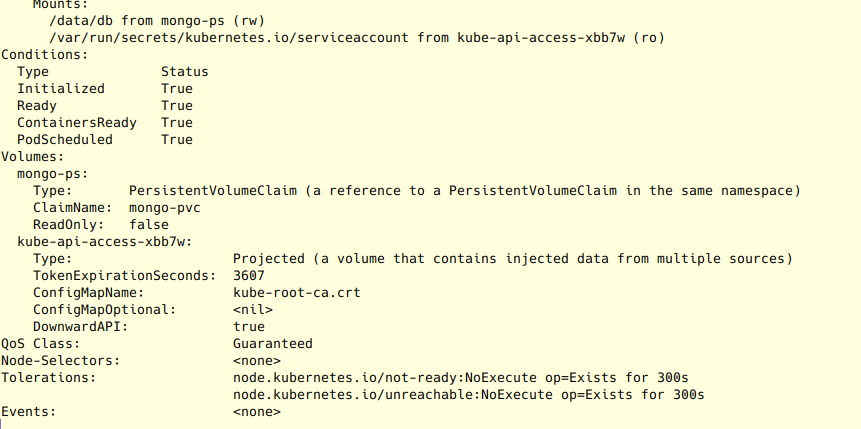 Mounts:
/data/db from mongo-ps (rw)
/var/run/secrets/kubernetes.io/serviceaccount from kube-api-access-xbb7w (ro)
Conditions:
Type Status
Initialized True
Ready True
ContainersReady True
PodScheduled True
Volumes:
mongo-ps:
Type: PersistentVolumeClaim (a reference to a PersistentVolumeClaim in the same namespace)
ClaimName: mongo-pvc
ReadOnly: false
kube-api-access-xbb7w:
Type: Projected (a volume that contains injected data from multiple sources)
TokenExpirationSeconds: 3607
ConfigMapName: kube-root-ca.crt
ConfigMapOptional: <nil>
DownwardAPI: true
QoS Class: Guaranteed
Node-Selectors: <none>
Tolerations: node.kubernetes.io/not-ready:NoExecute op=Exists for 300s
node.kubernetes.io/unreachable:NoExecute op=Exists for 300s
Events: <none>